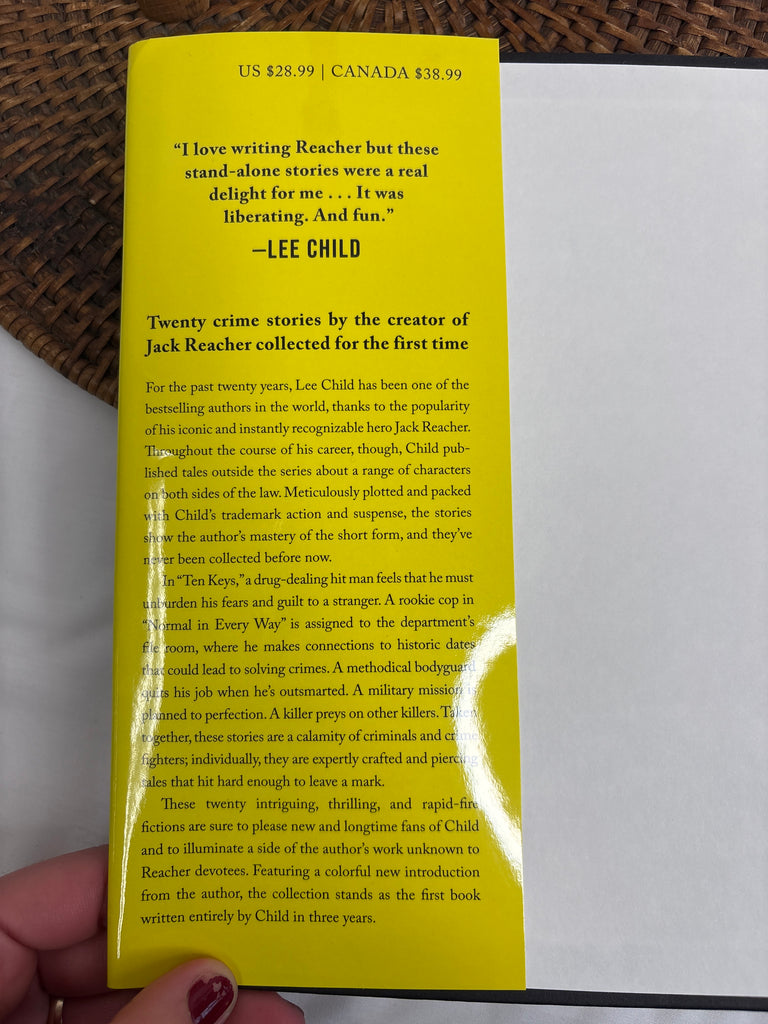 US $28.99 | CANADA $38.99
“I love writing Reacher but these
stand-alone stories were a real
delight for me . . . It was
liberating. And fun.”
—LEE CHILD
Twenty crime stories by the creator of
Jack Reacher collected for the first time
For the past twenty years, Lee Child has been one of the
bestselling authors in the world, thanks to the popularity
of his iconic and instantly recognizable hero Jack Reacher.
Throughout the course of his career, though, Child pub-
lished tales outside the series about a range of characters
on both sides of the law. Meticulously plotted and packed
with Child’s trademark action and suspense, the stories
show the author’s mastery of the short form, and they’ve
never been collected before now.
In “Ten Keys,” a drug-dealing hit man feels that he must
unburden his fears and guilt to a stranger. A rookie cop in
“Normal in Every Way” is assigned to the department’s
file room, where he makes connections to historic dates
that could lead to solving crimes. A methodical bodyguard
quits his job when he’s outsmarted. A military mission is
planned to perfection. A killer preys on other killers. Taken
together, these stories are a calamity of criminals and crime
fighters; individually, they are expertly crafted and piercing
tales that hit hard enough to leave a mark.
These twenty intriguing, thrilling, and rapid-fire
fictions are sure to please new and longtime fans of Child
and to illuminate a side of the author’s work unknown to
Reacher devotees. Featuring a colorful new introduction
from the author, the collection stands as the first book
written entirely by Child in three years.